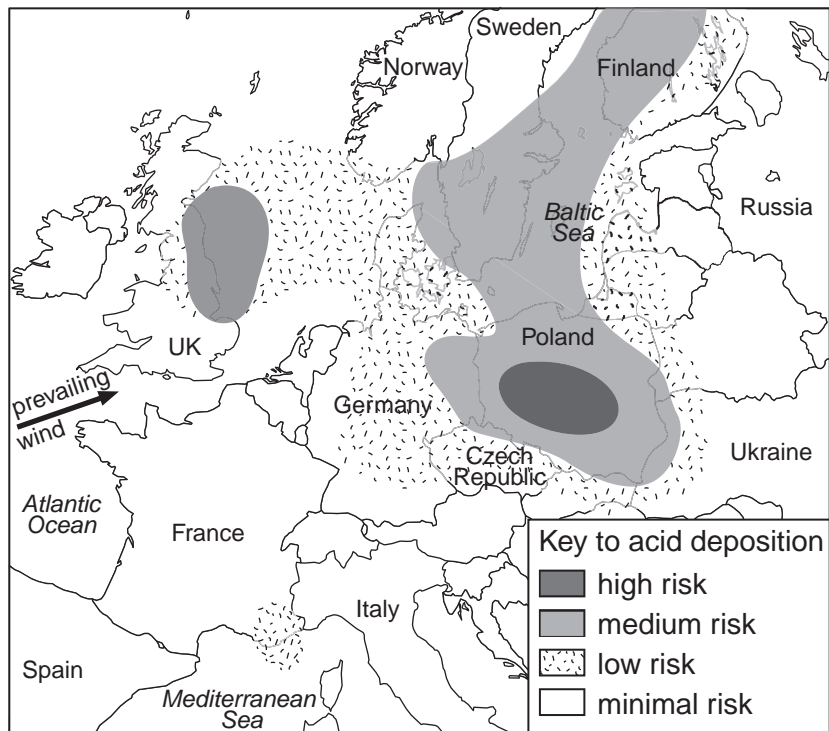 Sweden
Norway
Finland
Baltic
Sea
Russia
UK
Poland
prevailing
wind
Germany
Czech
Republic
Ukraine
Atlantic
Ocean
France
Key to acid deposition
high risk
Italy
medium risk
low risk
Spain
Mediterranean
Sea
minimal risk